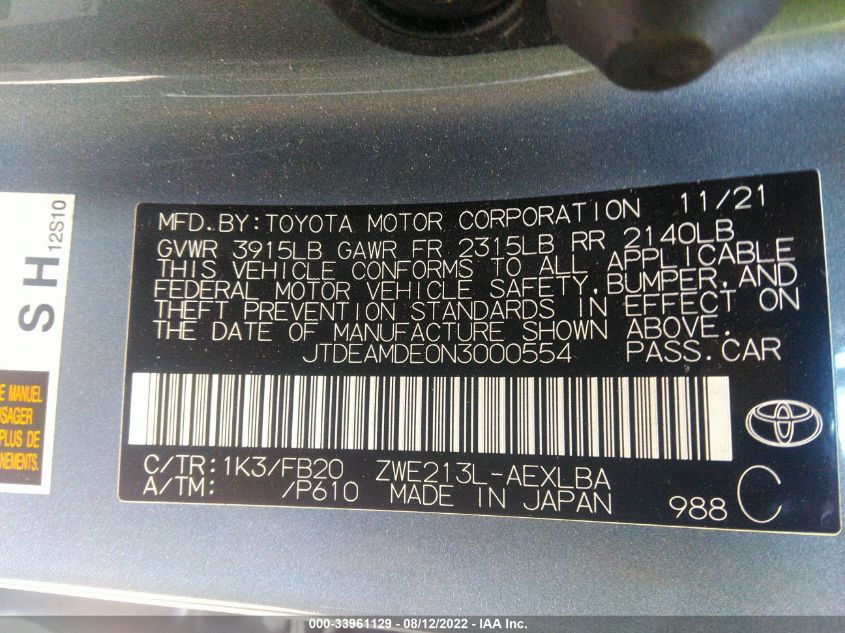 MFD.BY:TOYOTA MOTOR CORPORATION 11/21
GVWR 3915LB GAWR FR 2315LB RR 2140LB
THIS VEHICLE CONFORMS TO ALL APPLICABLE
FEDERAL MOTOR VEHICLE SAFETY,BUMPER,AND
THEFT PREVENTION STANDARDS IN EFFECT ON
THE DATE OF MANUFACTURE SHOWN ABOVE.
JTDEAMDE0N3000554 PASS.CAR
C/TR:1K3/FB20 ZWE213L-AEXLBA
A/TM: /P610 MADE IN JAPAN
988 C
SH
12S10
E MANUEL
USAGER
PLUS DE
NEMENTS.
000-33961129 - 08/12/2022 - IAA Inc.